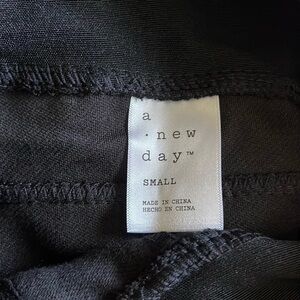 a
· new
day™
SMALL
MADE IN CHINA
HECHO EN CHINA